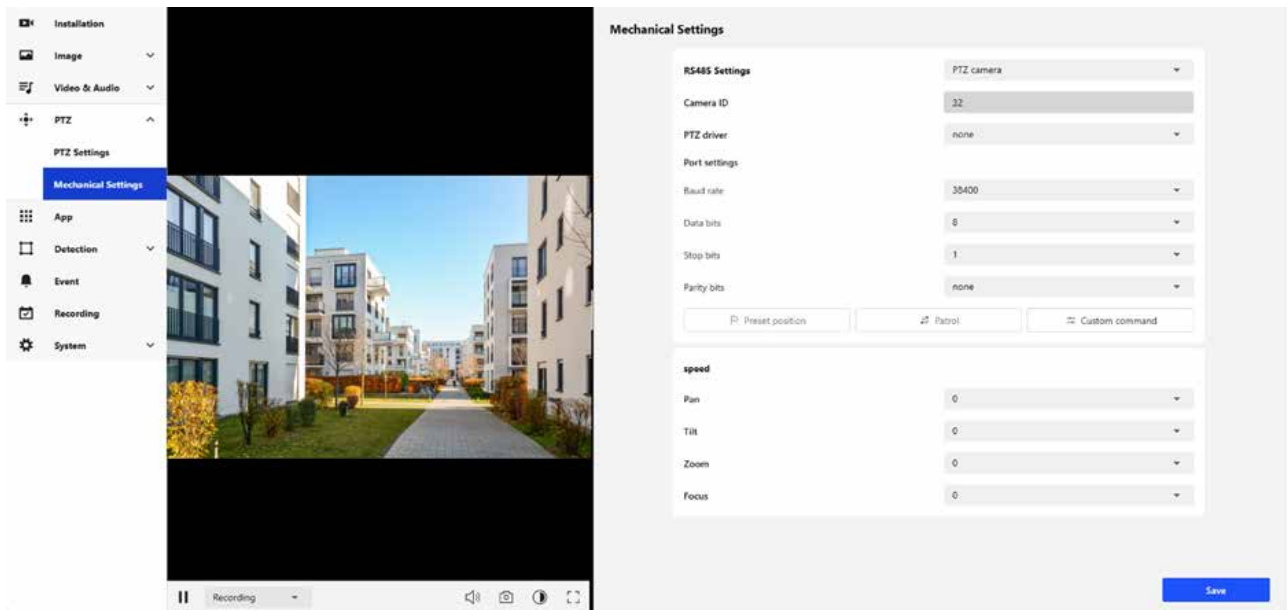 Installation
Image
Video & Audio
PTZ
PTZ Settings
Mechanical Settings
App
Detection
Event
Recording
System
Recording
Mechanical Settings
RS485 Settings PTZ camera
Camera ID 32
PTZ driver none
Port settings
Baud rate 38400
Data bits 8
Stop bits 1
Parity bits none
Preset position Patrol Custom command
speed
Pan 0
Tilt 0
Zoom 0
Focus 0
Save